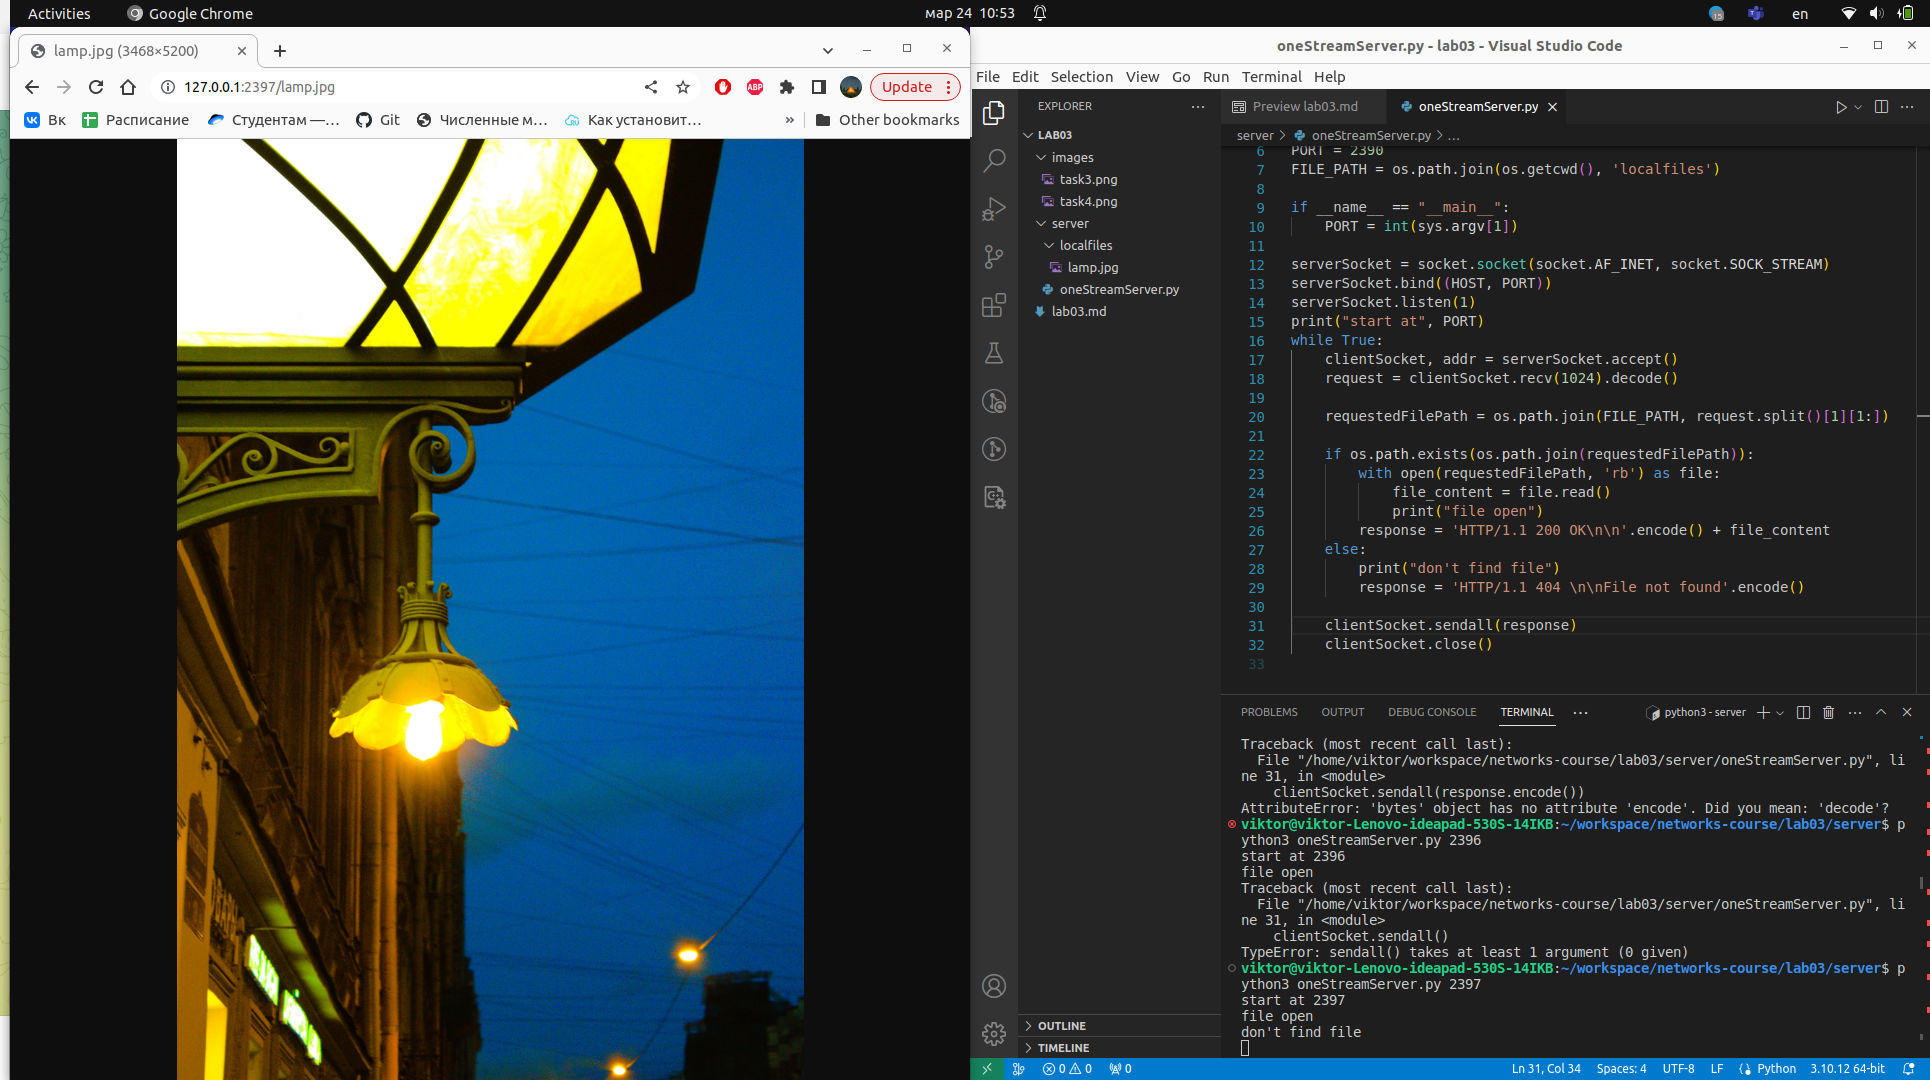 Activities
Google Chrome
мар 24 10:53
15
en
lamp.jpg (3468×5200)
127.0.0.1:2397/lamp.jpg
ABP
Update
Вк
Расписание
Студентам —…
Git
Численные м…
Как установит…
»
Other bookmarks
oneStreamServer.py - lab03 - Visual Studio Code
File Edit Selection View Go Run Terminal Help
EXPLORER
LAB03
images
task3.png
task4.png
server
localfiles
lamp.jpg
oneStreamServer.py
lab03.md
OUTLINE
TIMELINE
Preview lab03.md
oneStreamServer.py
server > oneStreamServer.py > ...
6 PORT = 2390
7 FILE_PATH = os.path.join(os.getcwd(), 'localfiles')
8
9 if __name__ == "__main__":
10 PORT = int(sys.argv[1])
11
12 serverSocket = socket.socket(socket.AF_INET, socket.SOCK_STREAM)
13 serverSocket.bind((HOST, PORT))
14 serverSocket.listen(1)
15 print("start at", PORT)
16 while True:
17 clientSocket, addr = serverSocket.accept()
18 request = clientSocket.recv(1024).decode()
19
20 requestedFilePath = os.path.join(FILE_PATH, request.split()[1][1:])
21
22 if os.path.exists(os.path.join(requestedFilePath)):
23 with open(requestedFilePath, 'rb') as file:
24 file_content = file.read()
25 print("file open")
26 response = 'HTTP/1.1 200 OK\n\n'.encode() + file_content
27 else:
28 print("don't find file")
29 response = 'HTTP/1.1 404 \n\nFile not found'.encode()
30
31 clientSocket.sendall(response)
32 clientSocket.close()
33
PROBLEMS OUTPUT DEBUG CONSOLE TERMINAL
python3 - server
Traceback (most recent call last):
File "/home/viktor/workspace/networks-course/lab03/server/oneStreamServer.py", li
ne 31, in <module>
clientSocket.sendall(response.encode())
AttributeError: 'bytes' object has no attribute 'encode'. Did you mean: 'decode'?
viktor@viktor-Lenovo-ideapad-530S-14IKB:~/workspace/networks-course/lab03/server$ p
ython3 oneStreamServer.py 2396
start at 2396
file open
Traceback (most recent call last):
File "/home/viktor/workspace/networks-course/lab03/server/oneStreamServer.py", li
ne 31, in <module>
clientSocket.sendall()
TypeError: sendall() takes at least 1 argument (0 given)
viktor@viktor-Lenovo-ideapad-530S-14IKB:~/workspace/networks-course/lab03/server$ p
ython3 oneStreamServer.py 2397
start at 2397
file open
don't find file
0 0 0
Ln 31, Col 34 Spaces: 4 UTF-8 LF Python 3.10.12 64-bit